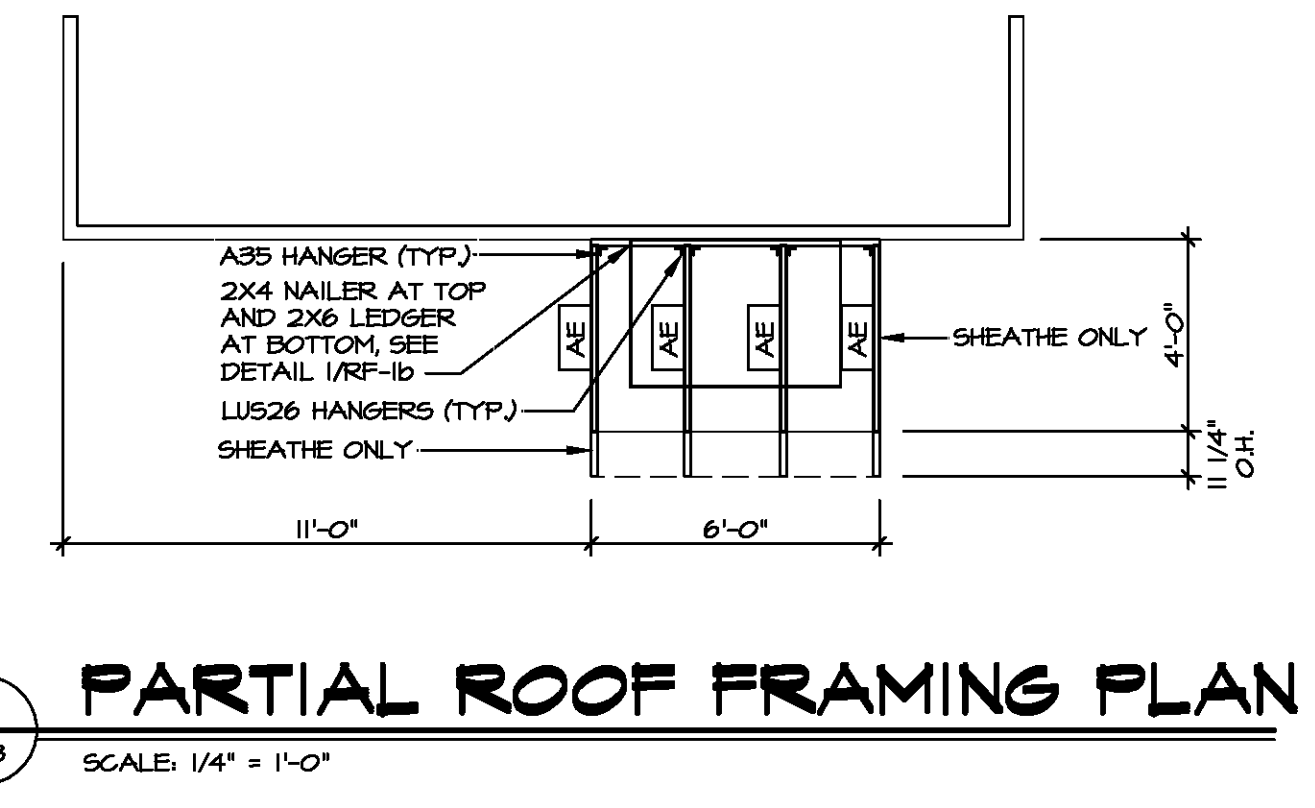 A35 HANGER (TYP.)
2X4 NAILER AT TOP
AND 2X6 LEDGER
AT BOTTOM, SEE
DETAIL 1/RF-1b
LUS26 HANGERS (TYP.)
SHEATHE ONLY
AE
AE
AE
AE
SHEATHE ONLY
4'-0"
11 1/4"
O.H.
11'-0"
6'-0"
PARTIAL ROOF FRAMING PLAN
SCALE: 1/4" = 1'-0"